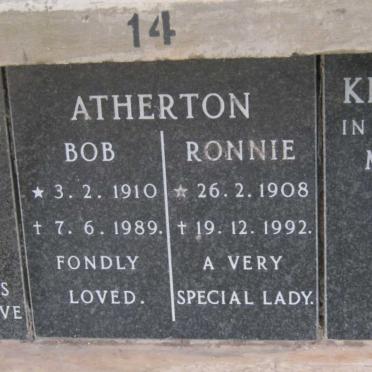 14
ATHERTON
BOB
★ 3. 2. 1910
† 7. 6. 1989.
FONDLY
LOVED.
RONNIE
☆ 26. 2. 1908
† 19. 12. 1992.
A VERY
SPECIAL LADY.
IN